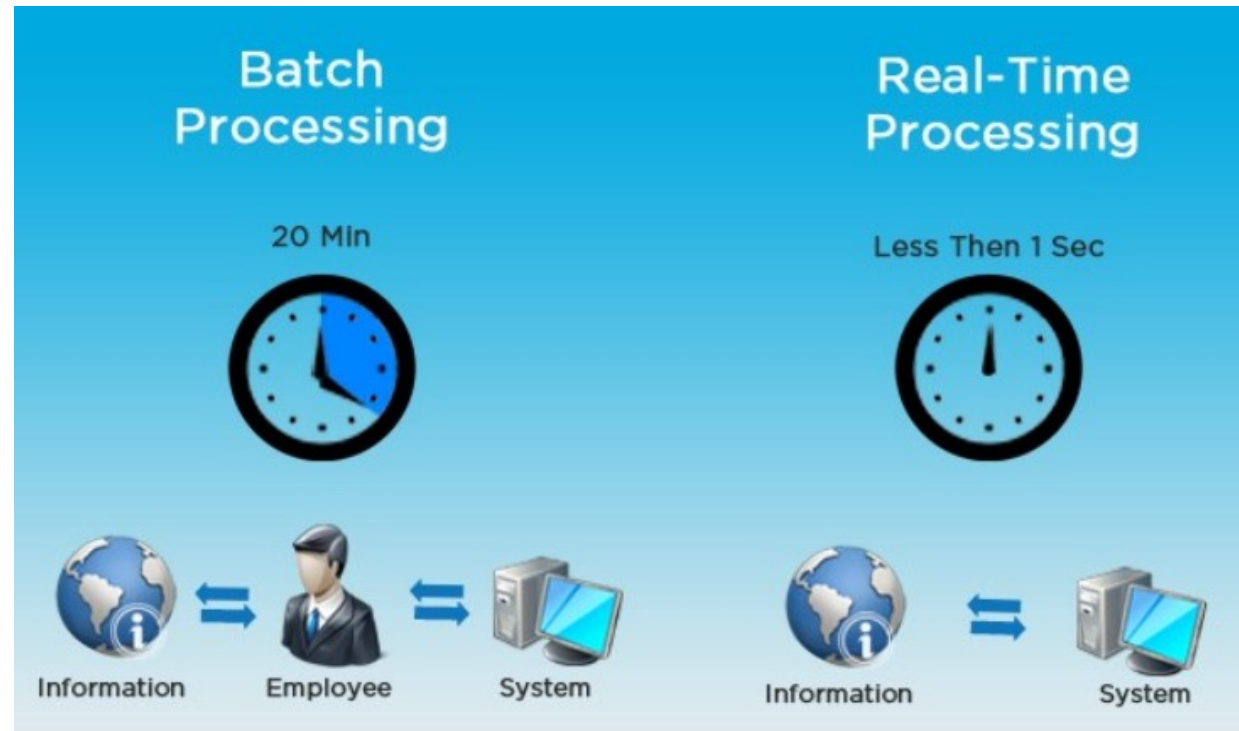 Batch
Processing
20 Min
Information
Employee
System
Real-Time
Processing
Less Then 1 Sec
Information
System